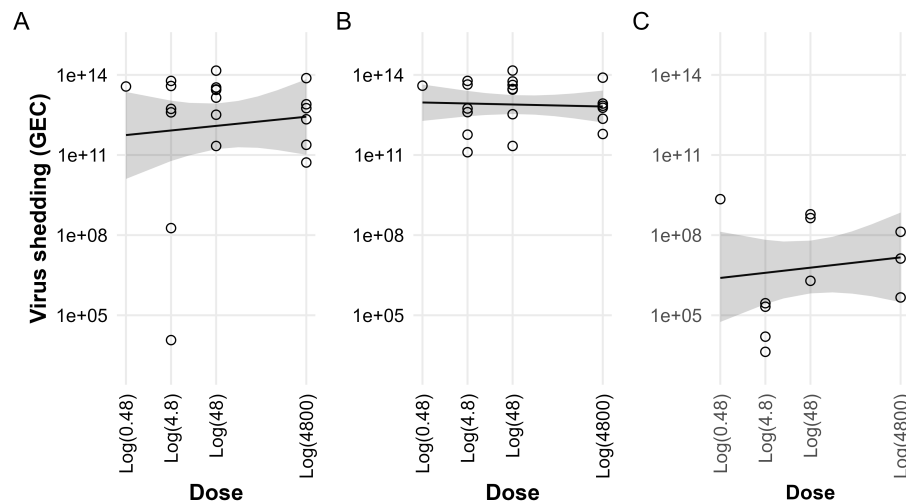 A
B
C
Virus shedding (GEC)
1e+14
1e+11
1e+08
1e+05
Log(0.48)
Log(4.8)
Log(48)
Log(4800)
Dose
1e+14
1e+11
1e+08
1e+05
Log(0.48)
Log(4.8)
Log(48)
Log(4800)
Dose
1e+14
1e+11
1e+08
1e+05
Log(0.48)
Log(4.8)
Log(48)
Log(4800)
Dose